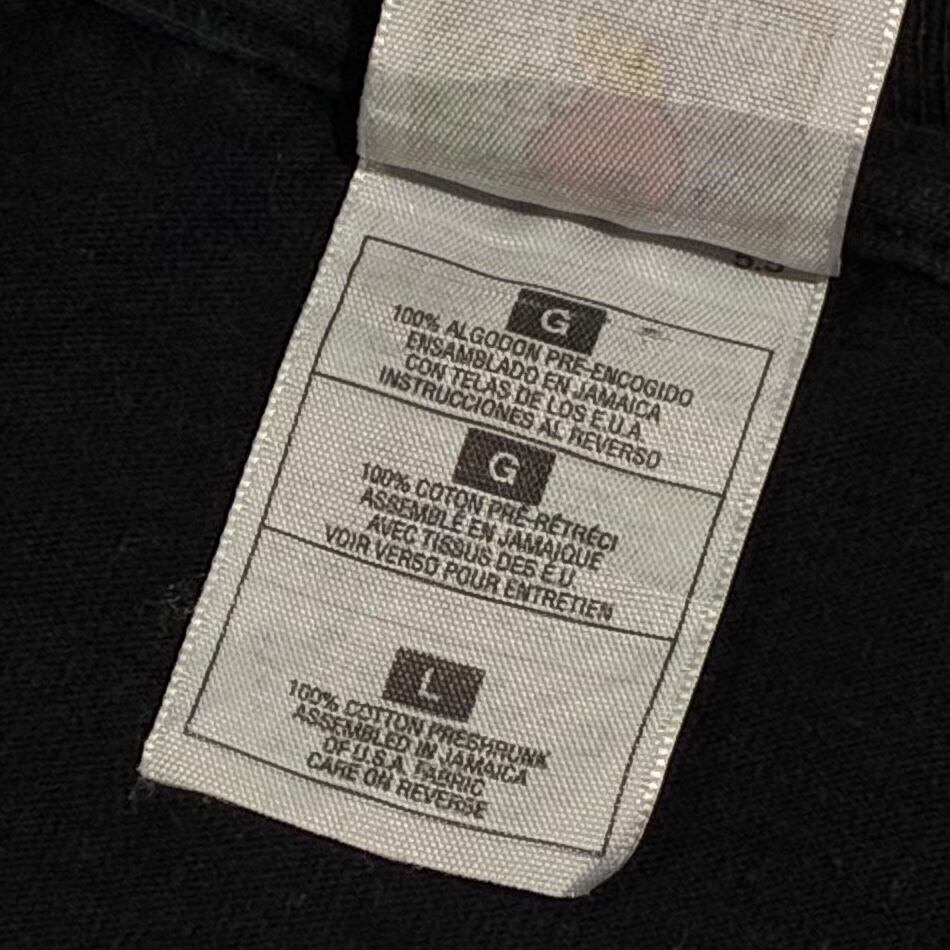 5.3
G
100% ALGODON PRE-ENCOGIDO
ENSAMBLADO EN JAMAICA
CON TELAS DE LOS E.U.A.
INSTRUCCIONES AL REVERSO
G
100% COTON PRÉ-RÉTRÉCI
ASSEMBLÉ EN JAMAIQUE
AVEC TISSUS DES É.U.
VOIR VERSO POUR ENTRETIEN
L
100% COTTON PRESHRUNK
ASSEMBLED IN JAMAICA
OF U.S.A. FABRIC
CARE ON REVERSE